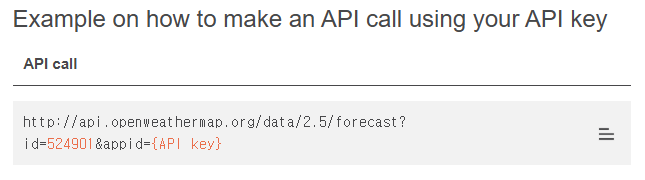 Example on how to make an API call using your API key
API call
http://api.openweathermap.org/data/2.5/forecast?
id=524901&appid={API key}